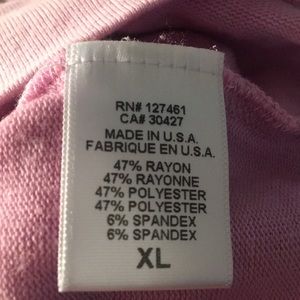 RN# 127461
CA# 30427
MADE IN U.S.A.
FABRIQUE EN U.S.A.
47% RAYON
47% RAYONNE
47% POLYESTER
47% POLYESTER
6% SPANDEX
6% SPANDEX
XL